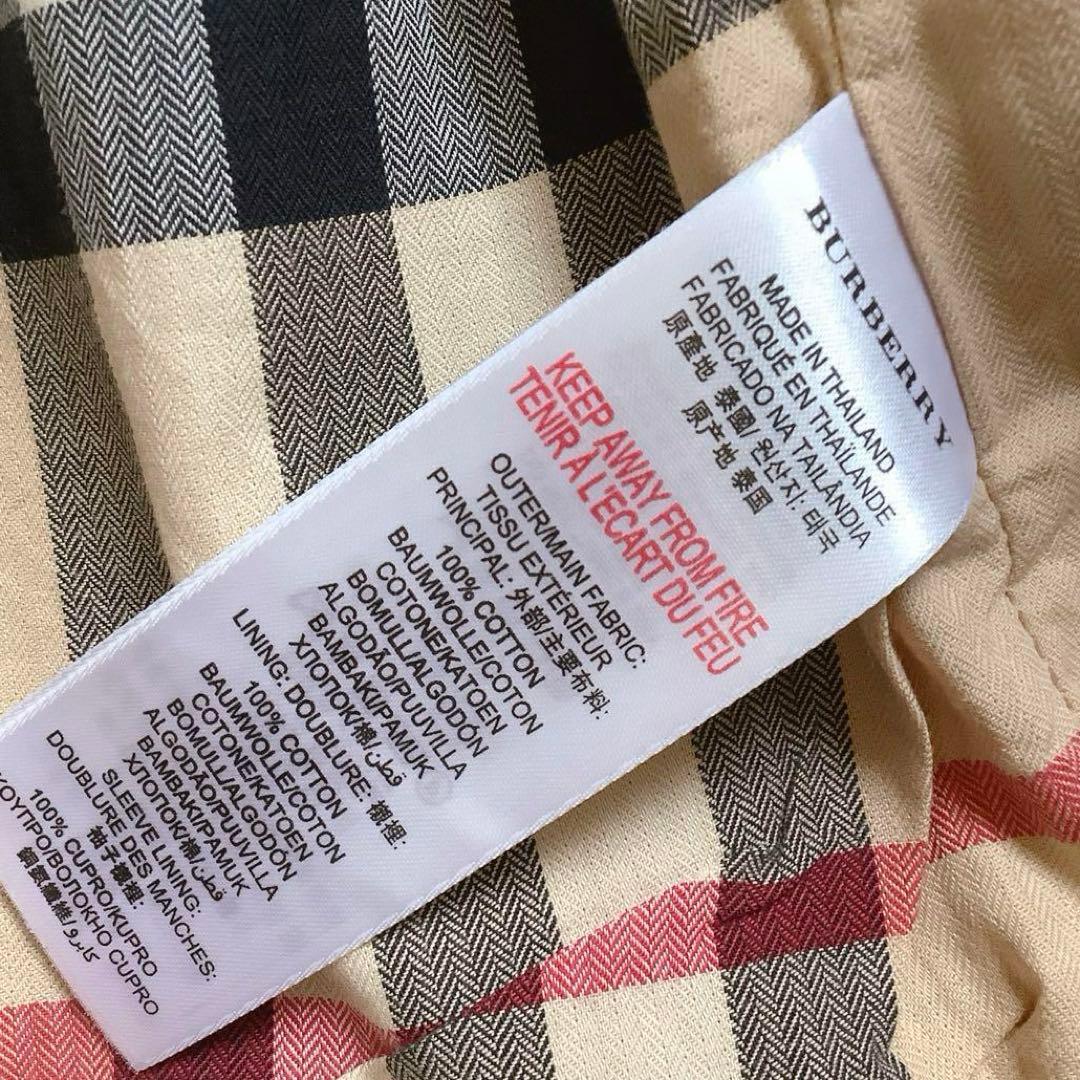 BURBERRY
MADE IN THAILAND
FABRIQUÉ EN THAÏLANDE
FABRICADO NA TAILÂNDIA
原產地 泰國/ 원산지: 태국
原产地 泰国
KEEP AWAY FROM FIRE
TENIR À L'ÉCART DU FEU
OUTER/MAIN FABRIC:
TISSU EXTÉRIEUR
PRINCIPAL: 外部/主要布料:
100% COTTON
BAUMWOLLE/COTON
COTONE/KATOEN
BOMULL/ALGODÓN
ALGODÃO/PUUVILLA
BAMBAKI/PAMUK
ХЛОПОК/棉/قطن
LINING: DOUBLURE: 襯裡:
100% COTTON
BAUMWOLLE/COTON
COTONE/KATOEN
BOMULL/ALGODÓN
ALGODÃO/PUUVILLA
BAMBAKI/PAMUK
ХЛОПОК/棉/قطن
SLEEVE LINING:
DOUBLURE DES MANCHES:
袖子襯裡:
100% CUPRO/KUPRO
ΚΟΥΠΡΟ/ВОЛОКНО CUPRO
銅氨纖維/كابرو